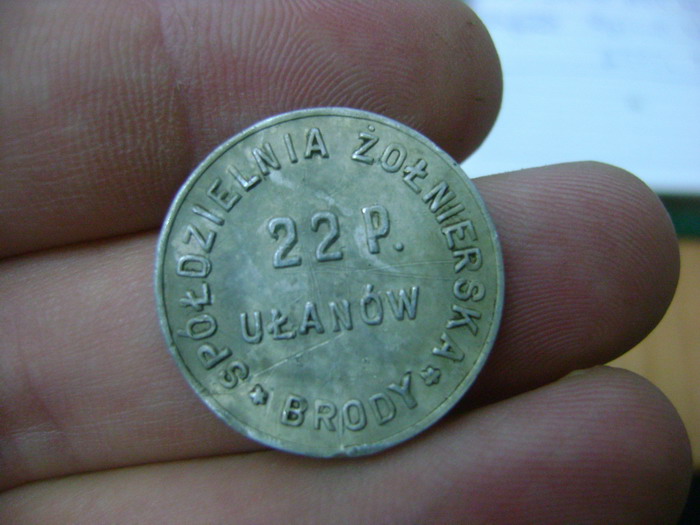 SPÓŁDZIELNIA ŻOŁNIERSKA
22 P.
UŁANÓW
* BRODY *